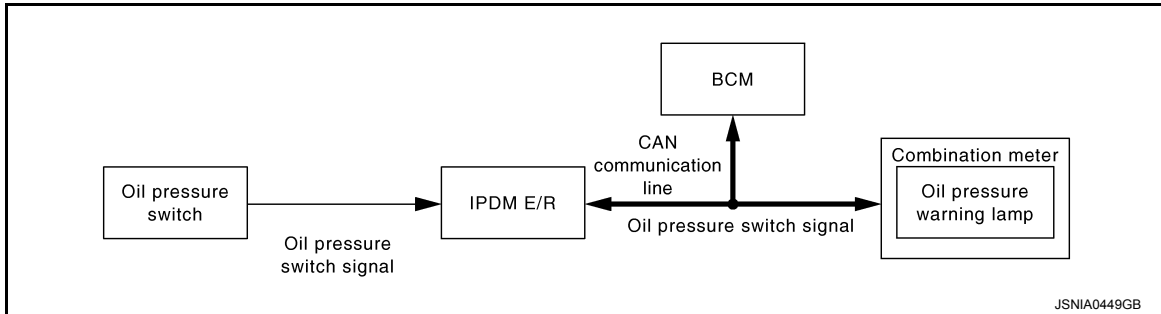 BCM
CAN
communication
line
Combination meter
Oil pressure
switch
IPDM E/R
Oil pressure
warning lamp
Oil pressure switch signal
Oil pressure
switch signal
JSNIA0449GB